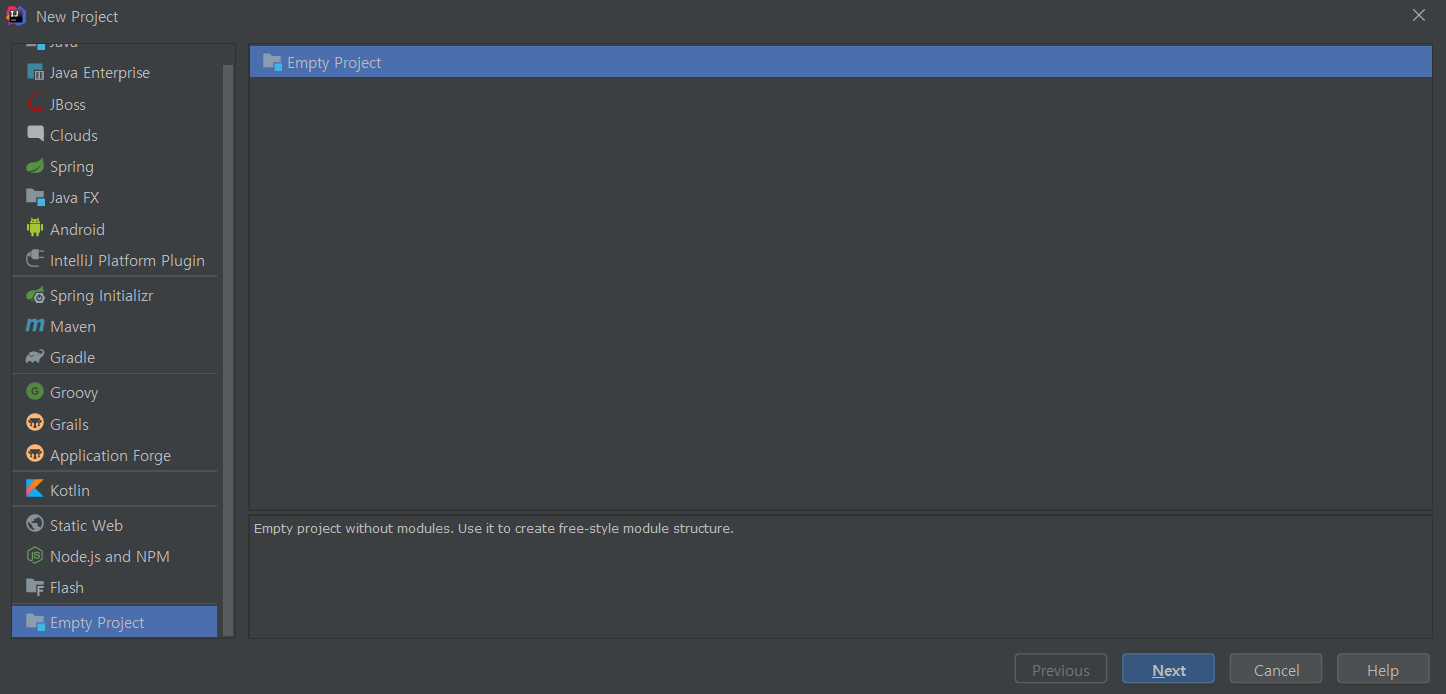 New Project
Java
Java Enterprise
JBoss
Clouds
Spring
Java FX
Android
IntelliJ Platform Plugin
Spring Initializr
Maven
Gradle
Groovy
Grails
Application Forge
Kotlin
Static Web
Node.js and NPM
Flash
Empty Project
Empty Project
Empty project without modules. Use it to create free-style module structure.
Previous
Next
Cancel
Help